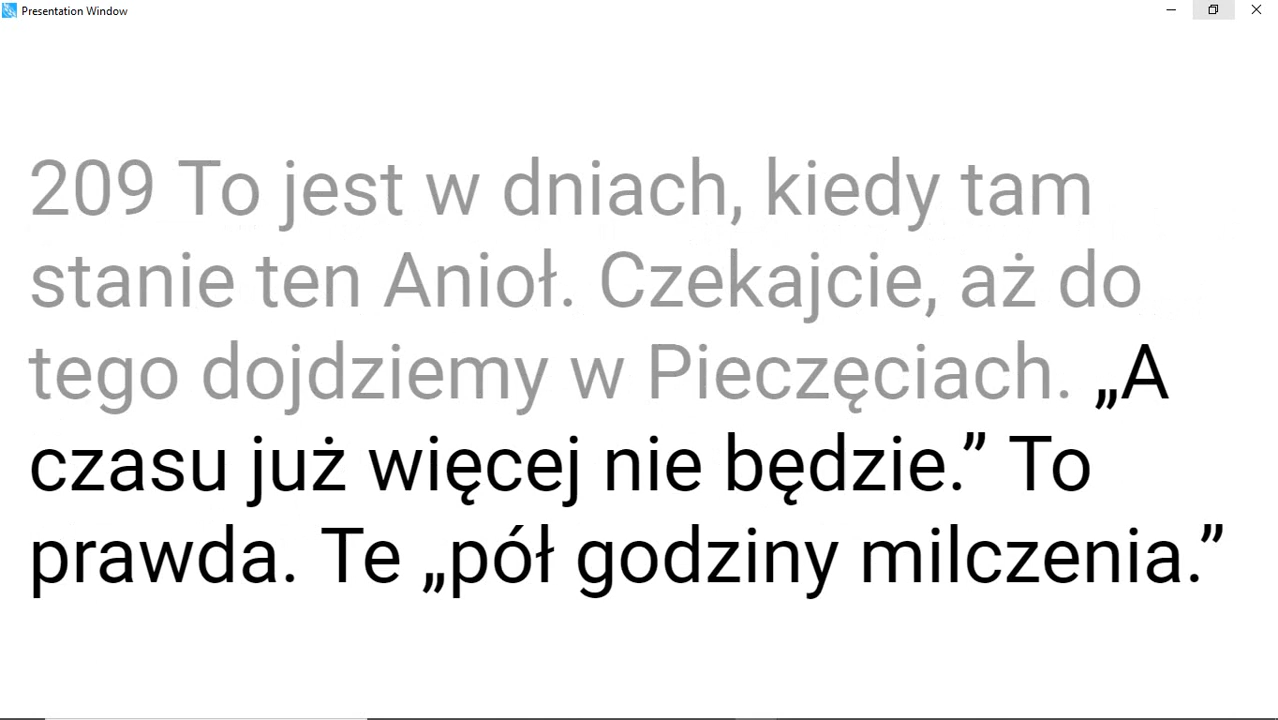 Presentation Window
209 To jest w dniach, kiedy tam
stanie ten Anioł. Czekajcie, aż do
tego dojdziemy w Pieczęciach. „A
czasu już więcej nie będzie.” To
prawda. Te „pół godziny milczenia.”